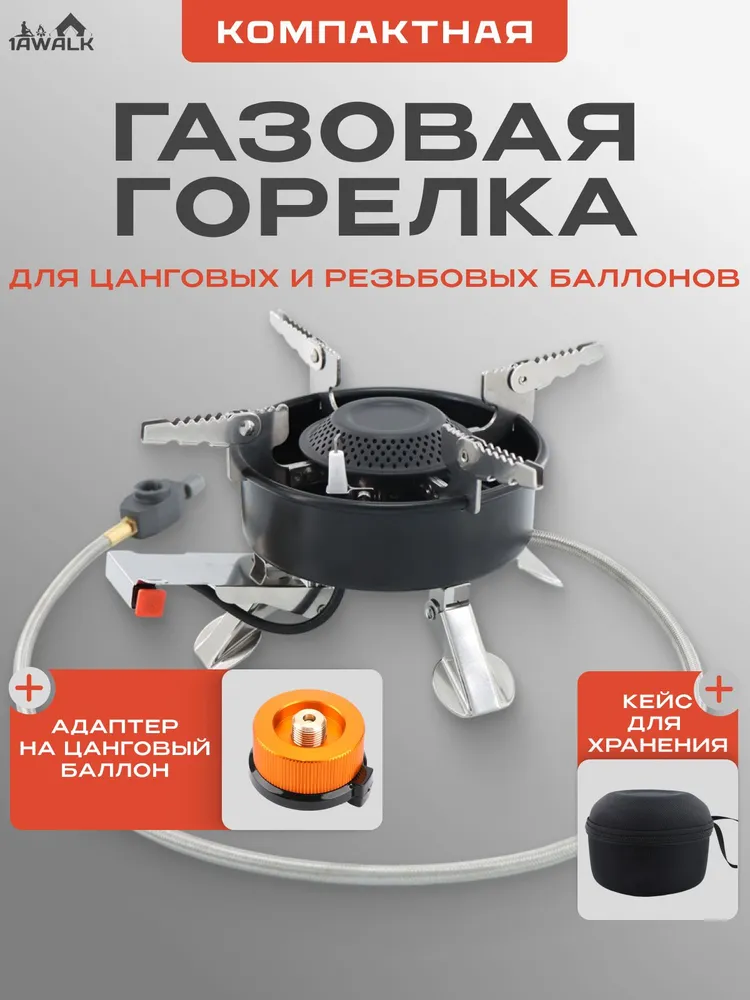 1AWALK
КОМПАКТНАЯ
ГАЗОВАЯ
ГОРЕЛКА
ДЛЯ ЦАНГОВЫХ И РЕЗЬБОВЫХ БАЛЛОНОВ
АДАПТЕР
НА ЦАНГОВЫЙ
БАЛЛОН
КЕЙС
ДЛЯ
ХРАНЕНИЯ